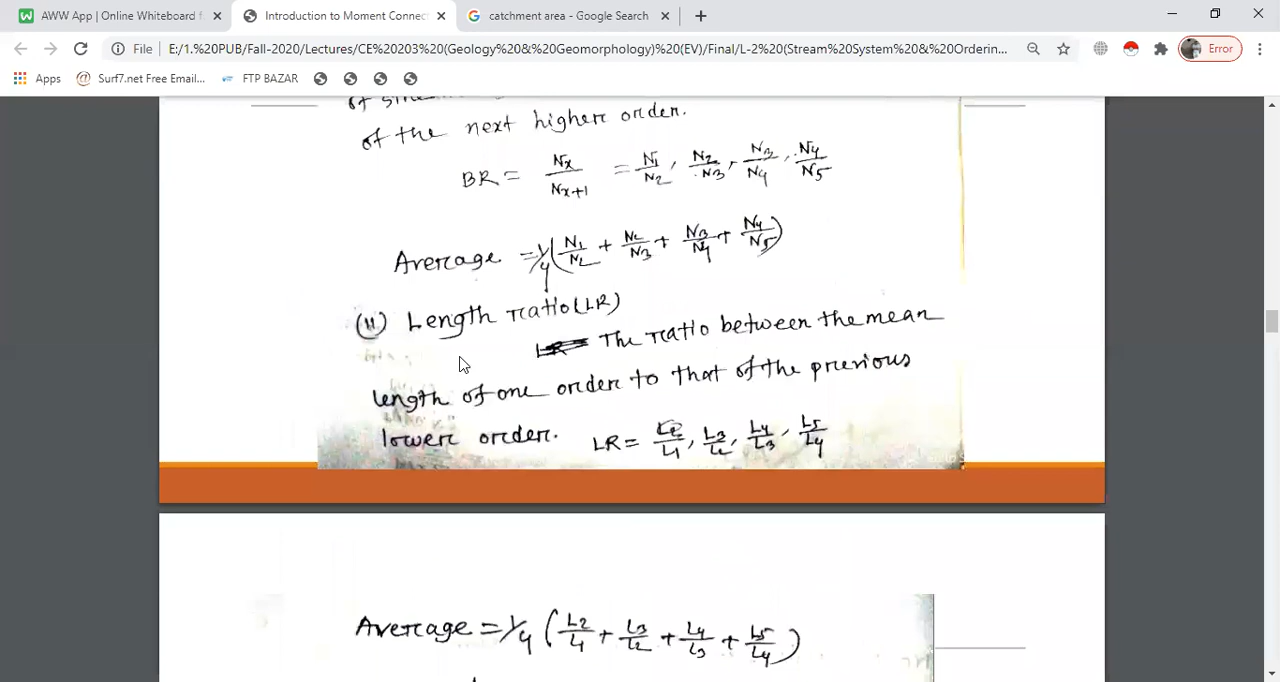 AWW App | Online Whiteboard f
Introduction to Moment Connec
catchment area - Google Search
File
E:/1.%20PUB/Fall-2020/Lectures/CE%20203%20(Geology%20&%20Geomorphology)%20(EV)/Final/L-2%20(Stream%20System%20&%20Orderin...
Error
Apps
Surf7.net Free Email...
FTP BAZAR
of the next higher order.
BR = Nx/Nx+1 = N1/N2, N2/N3, N3/N4, N4/N5
Average = 1/4 (N1/N2 + N2/N3 + N3/N4 + N4/N5)
(II) Length ratio (LR)
The ratio between the mean
length of one order to that of the previous
lower order. LR = L2/L1, L3/L2, L4/L3, L5/L4
Average = 1/4 (L2/L1 + L3/L2 + L4/L3 + L5/L4)